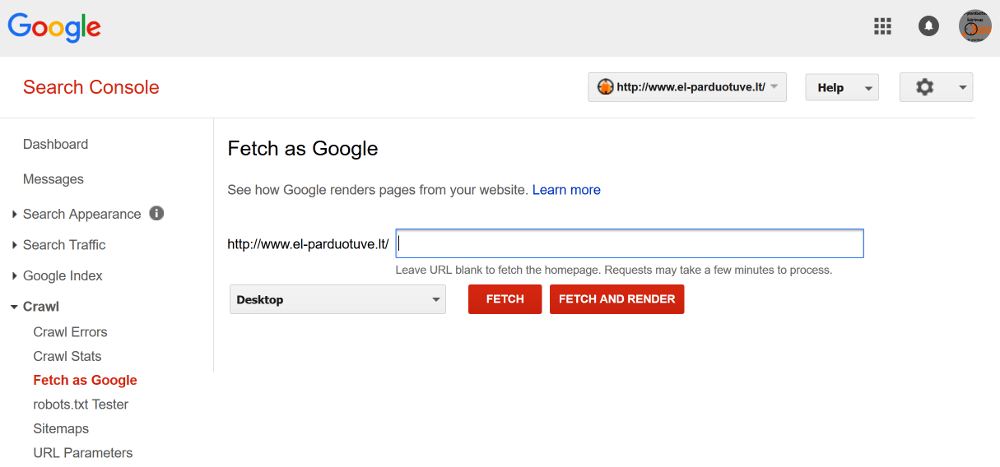 Google
Search Console
http://www.el-parduotuve.lt/
Help
Dashboard
Messages
Search Appearance
Search Traffic
Google Index
Crawl
Crawl Errors
Crawl Stats
Fetch as Google
robots.txt Tester
Sitemaps
URL Parameters
Fetch as Google
See how Google renders pages from your website. Learn more
http://www.el-parduotuve.lt/
Leave URL blank to fetch the homepage. Requests may take a few minutes to process.
Desktop
FETCH
FETCH AND RENDER